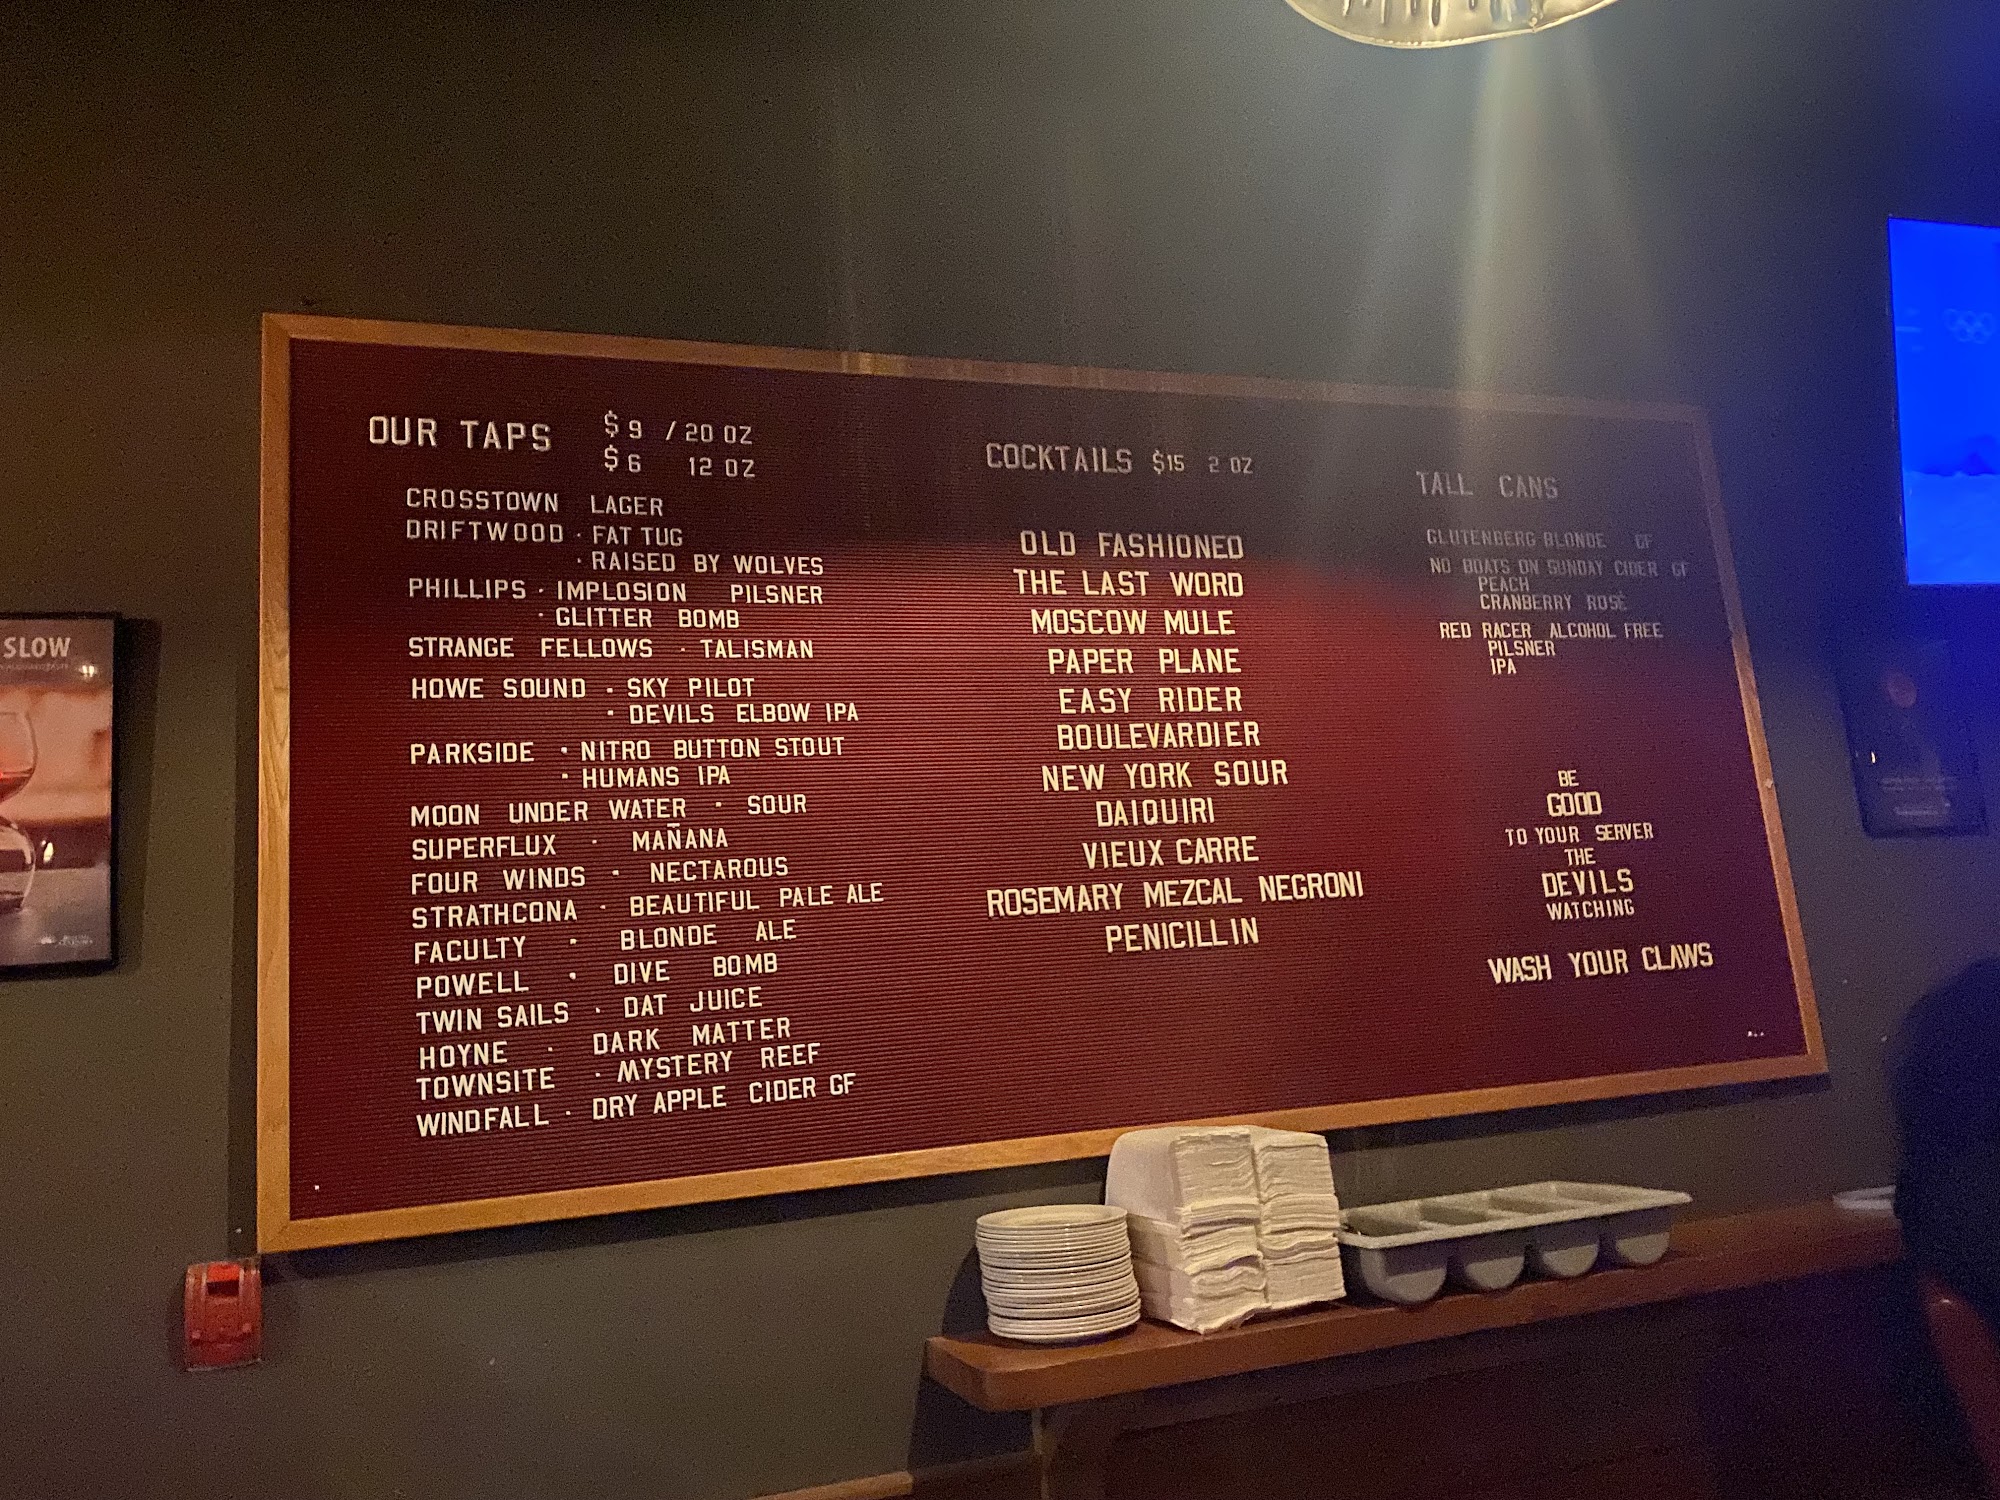 SLOW
OUR TAPS $9 / 20 OZ
$6 12 OZ
CROSSTOWN LAGER
DRIFTWOOD · FAT TUG
· RAISED BY WOLVES
PHILLIPS · IMPLOSION PILSNER
· GLITTER BOMB
STRANGE FELLOWS · TALISMAN
HOWE SOUND · SKY PILOT
· DEVILS ELBOW IPA
PARKSIDE · NITRO BUTTON STOUT
· HUMANS IPA
MOON UNDER WATER · SOUR
SUPERFLUX · MAÑANA
FOUR WINDS · NECTAROUS
STRATHCONA · BEAUTIFUL PALE ALE
FACULTY · BLONDE ALE
POWELL · DIVE BOMB
TWIN SAILS · DAT JUICE
HOYNE · DARK MATTER
TOWNSITE · MYSTERY REEF
WINDFALL · DRY APPLE CIDER GF
COCKTAILS $15 2 OZ
OLD FASHIONED
THE LAST WORD
MOSCOW MULE
PAPER PLANE
EASY RIDER
BOULEVARDIER
NEW YORK SOUR
DAIQUIRI
VIEUX CARRE
ROSEMARY MEZCAL NEGRONI
PENICILLIN
TALL CANS
GLUTENBERG BLONDE GF
NO BOATS ON SUNDAY CIDER GF
PEACH
CRANBERRY ROSÉ
RED RACER ALCOHOL FREE
PILSNER
IPA
BE
GOOD
TO YOUR SERVER
THE
DEVILS
WATCHING
WASH YOUR CLAWS